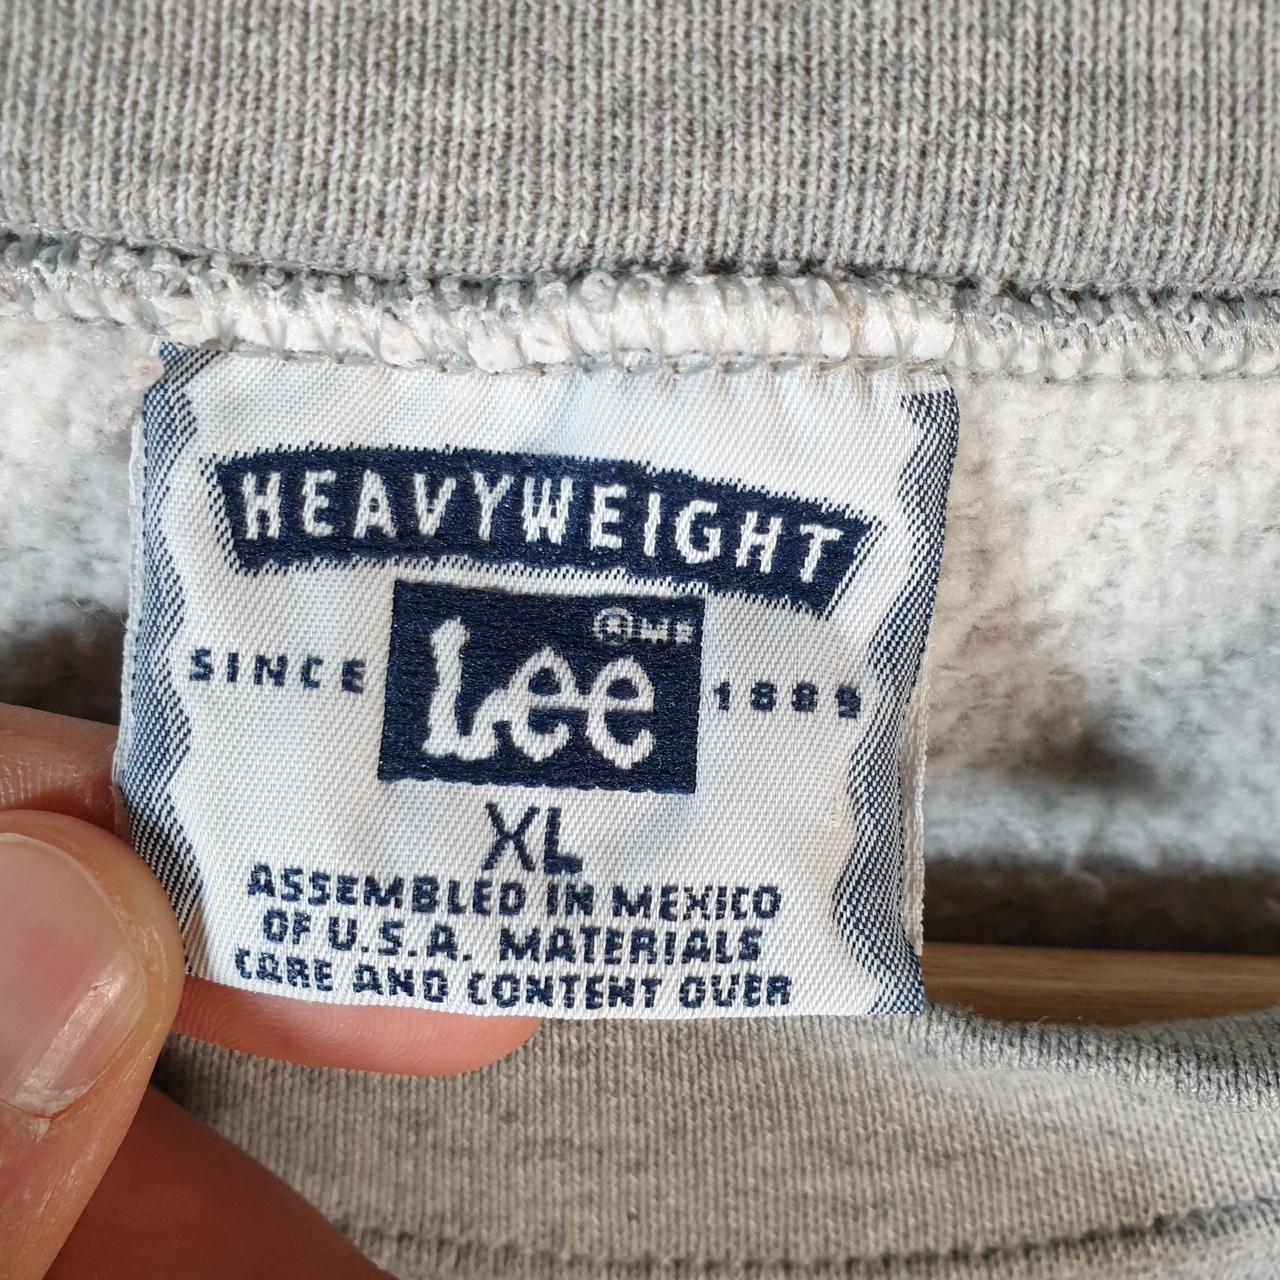 HEAVYWEIGHT
SINCE Lee ® 1889
XL
ASSEMBLED IN MEXICO
OF U.S.A. MATERIALS
CARE AND CONTENT OVER